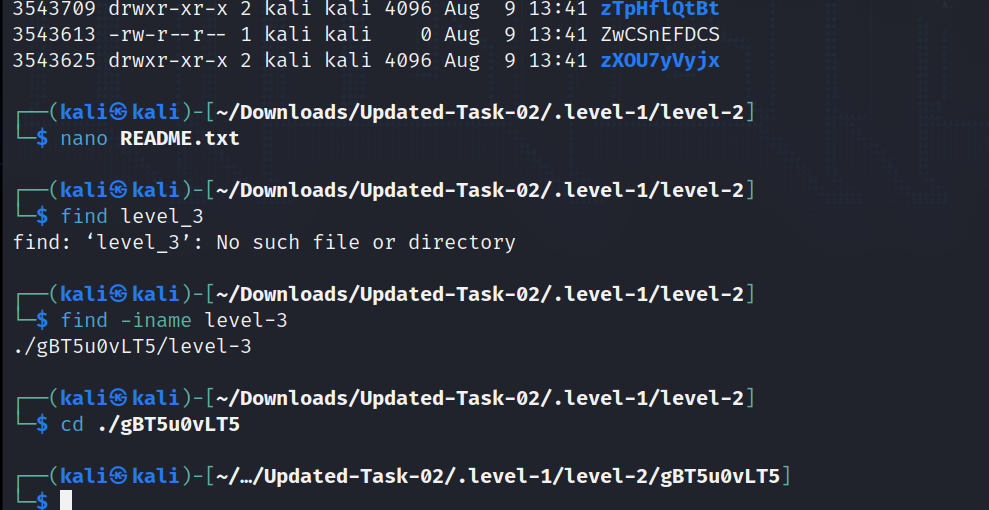 3543709 drwxr-xr-x 2 kali kali 4096 Aug  9 13:41 zTpHflQtBt
3543613 -rw-r--r-- 1 kali kali    0 Aug  9 13:41 ZwCSnEFDCS
3543625 drwxr-xr-x 2 kali kali 4096 Aug  9 13:41 zXOU7yVyjx
┌──(kali㉿kali)-[~/Downloads/Updated-Task-02/.level-1/level-2]
└─$ nano README.txt
┌──(kali㉿kali)-[~/Downloads/Updated-Task-02/.level-1/level-2]
└─$ find level_3
find: ‘level_3’: No such file or directory
┌──(kali㉿kali)-[~/Downloads/Updated-Task-02/.level-1/level-2]
└─$ find -iname level-3
./gBT5u0vLT5/level-3
┌──(kali㉿kali)-[~/Downloads/Updated-Task-02/.level-1/level-2]
└─$ cd ./gBT5u0vLT5
┌──(kali㉿kali)-[~/…/Updated-Task-02/.level-1/level-2/gBT5u0vLT5]
└─$